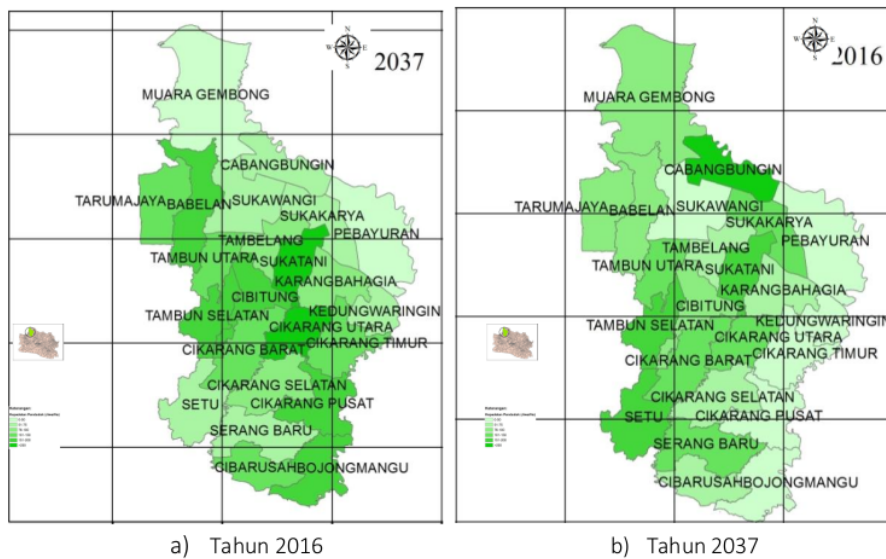 N
W E
S
2037
MUARA GEMBONG
CABANGBUNGIN
TARUMAJAYA BABELAN SUKAWANGI
SUKAKARYA
PEBAYURAN
TAMBELANG
TAMBUN UTARA SUKATANI
KARANGBAHAGIA
CIBITUNG
KEDUNGWARINGIN
TAMBUN SELATAN
CIKARANG UTARA
CIKARANG BARAT CIKARANG TIMUR
CIKARANG SELATAN
SETU CIKARANG PUSAT
SERANG BARU
CIBARUSAH BOJONGMANGU
a) Tahun 2016
N
W E
S
2016
MUARA GEMBONG
CABANGBUNGIN
TARUMAJAYA BABELAN SUKAWANGI
SUKAKARYA
PEBAYURAN
TAMBELANG
TAMBUN UTARA SUKATANI
KARANGBAHAGIA
CIBITUNG
KEDUNGWARINGIN
TAMBUN SELATAN
CIKARANG UTARA
CIKARANG BARAT CIKARANG TIMUR
CIKARANG SELATAN
SETU CIKARANG PUSAT
SERANG BARU
CIBARUSAH BOJONGMANGU
b) Tahun 2037